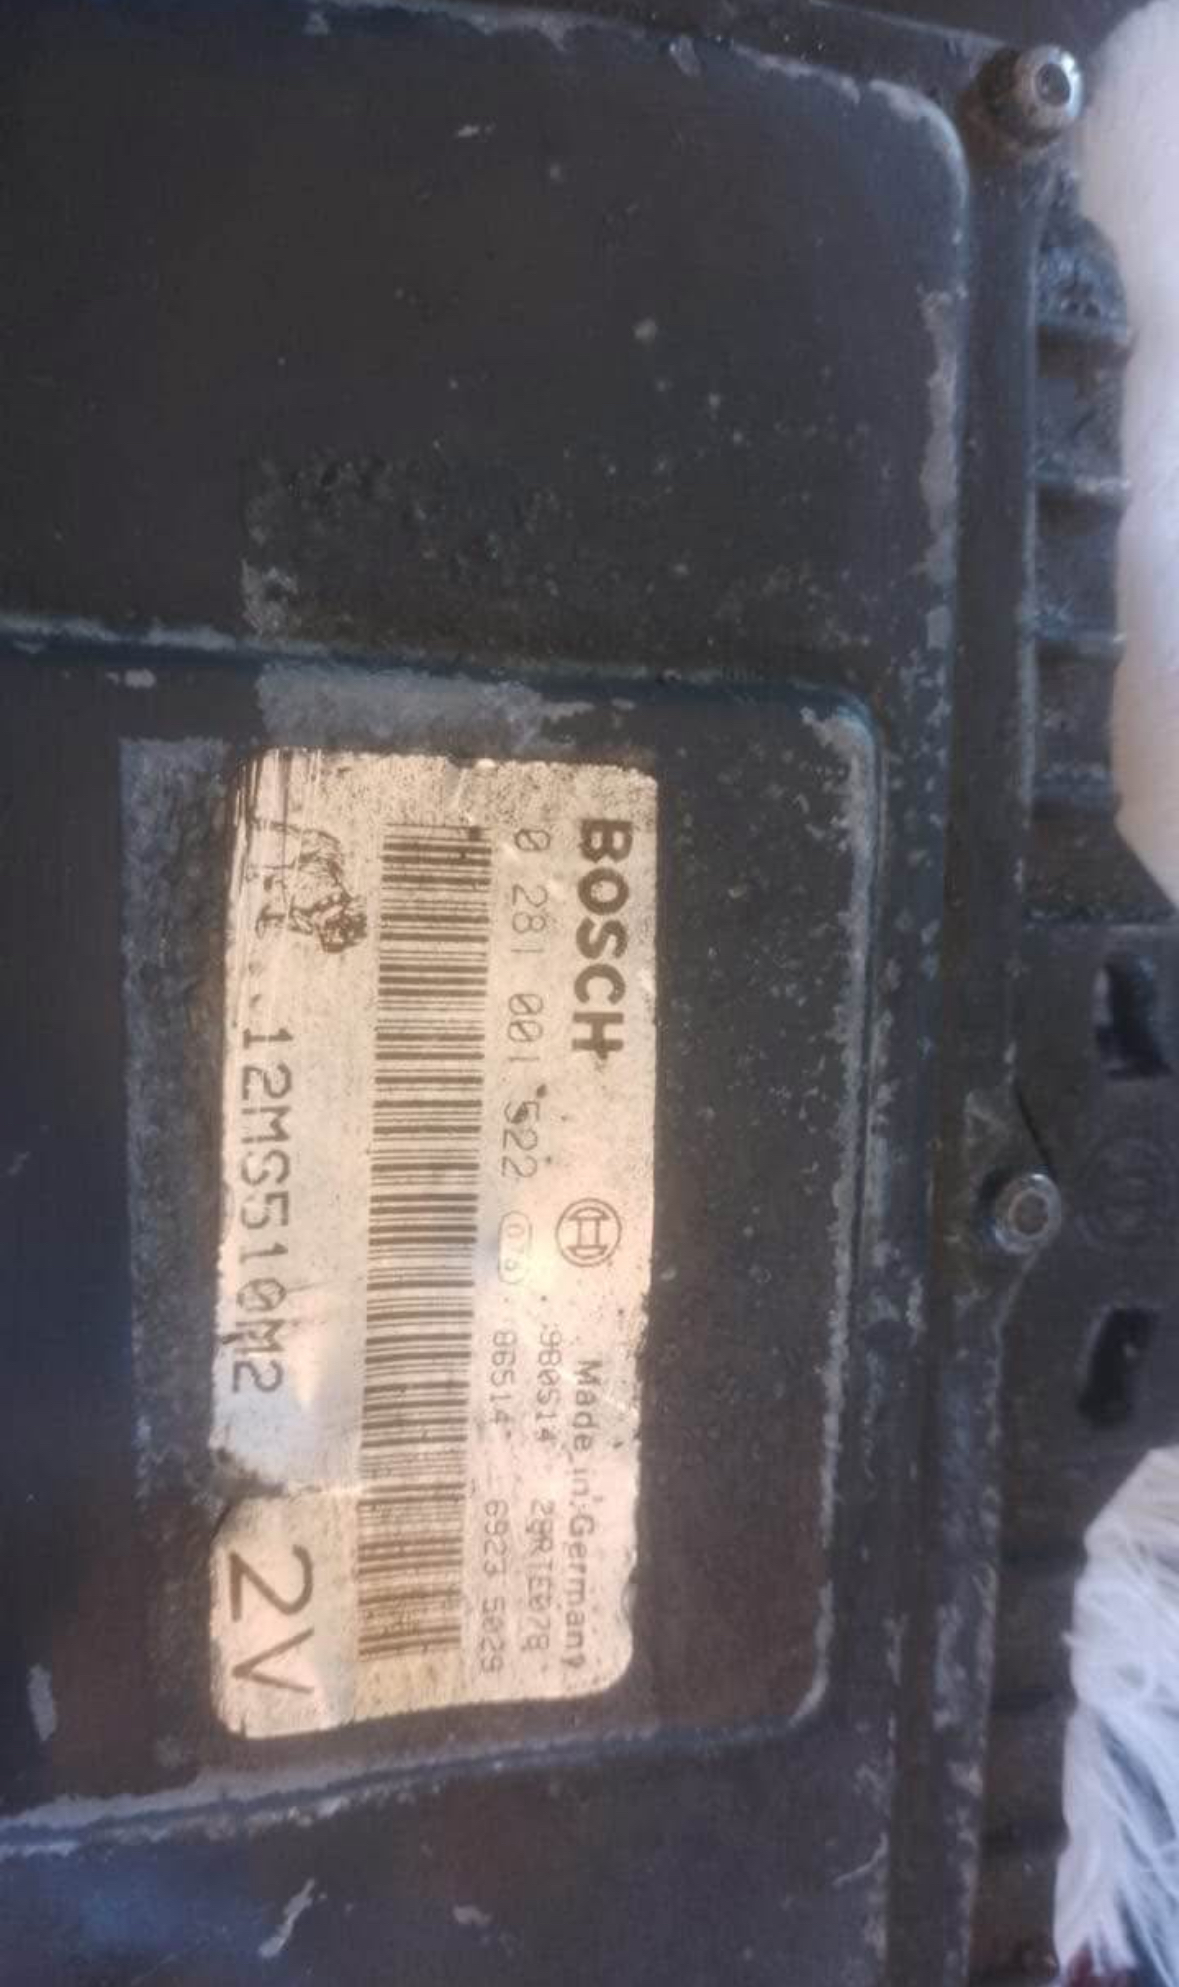 BOSCH
Made in Germany
0 281 001 522
980514 28RTE078
86514 6923 5029
12MS510M2
2V